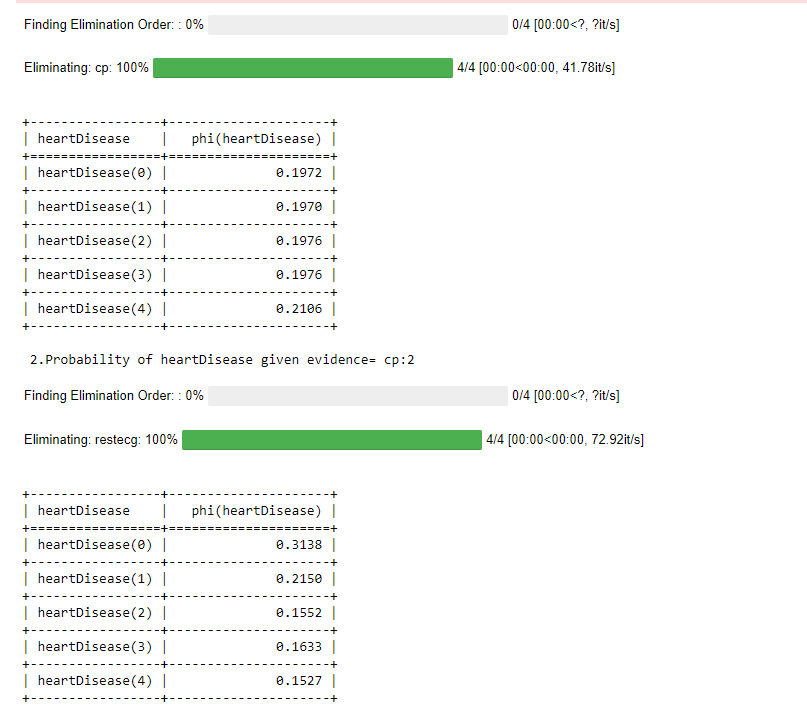 Finding Elimination Order: : 0% 0/4 [00:00<?, ?it/s]
Eliminating: cp: 100% 4/4 [00:00<00:00, 41.78it/s]
+-----------------+---------------------+
| heartDisease    |   phi(heartDisease) |
+=================+=====================+
| heartDisease(0) |              0.1972 |
+-----------------+---------------------+
| heartDisease(1) |              0.1970 |
+-----------------+---------------------+
| heartDisease(2) |              0.1976 |
+-----------------+---------------------+
| heartDisease(3) |              0.1976 |
+-----------------+---------------------+
| heartDisease(4) |              0.2106 |
+-----------------+---------------------+
2.Probability of heartDisease given evidence= cp:2
Finding Elimination Order: : 0% 0/4 [00:00<?, ?it/s]
Eliminating: restecg: 100% 4/4 [00:00<00:00, 72.92it/s]
+-----------------+---------------------+
| heartDisease    |   phi(heartDisease) |
+=================+=====================+
| heartDisease(0) |              0.3138 |
+-----------------+---------------------+
| heartDisease(1) |              0.2150 |
+-----------------+---------------------+
| heartDisease(2) |              0.1552 |
+-----------------+---------------------+
| heartDisease(3) |              0.1633 |
+-----------------+---------------------+
| heartDisease(4) |              0.1527 |
+-----------------+---------------------+